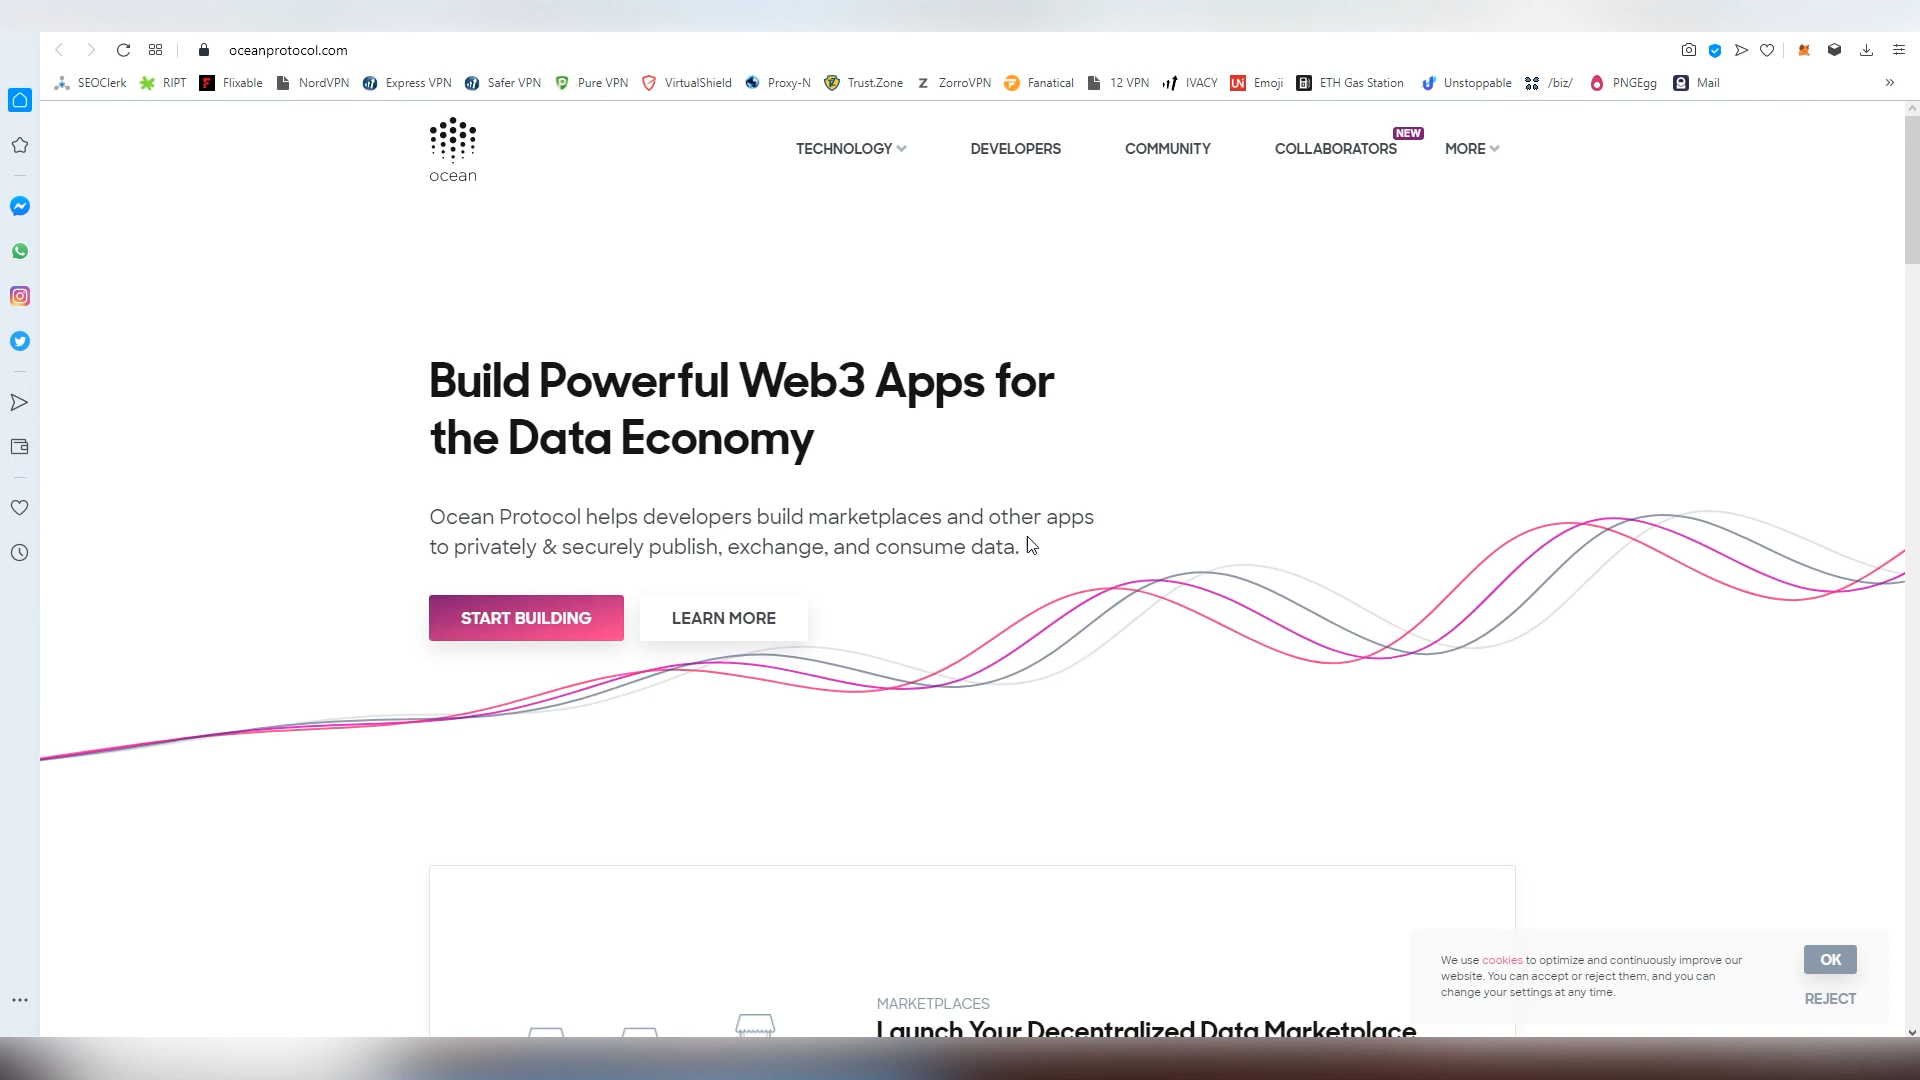 oceanprotocol.com
SEOClerk RIPT Flixable NordVPN Express VPN Safer VPN Pure VPN VirtualShield Proxy-N Trust.Zone ZorroVPN Fanatical 12 VPN IVACY Emoji ETH Gas Station Unstoppable /biz/ PNGEgg Mail
ocean
TECHNOLOGY DEVELOPERS COMMUNITY COLLABORATORS NEW MORE
Build Powerful Web3 Apps for
the Data Economy
Ocean Protocol helps developers build marketplaces and other apps
to privately & securely publish, exchange, and consume data.
START BUILDING LEARN MORE
MARKETPLACES
Launch Your Decentralized Data Marketplace
We use cookies to optimize and continuously improve our
website. You can accept or reject them, and you can
change your settings at any time.
OK
REJECT